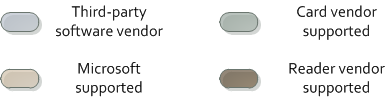 Third-party
software vendor
Card vendor
supported
Microsoft
supported
Reader vendor
supported